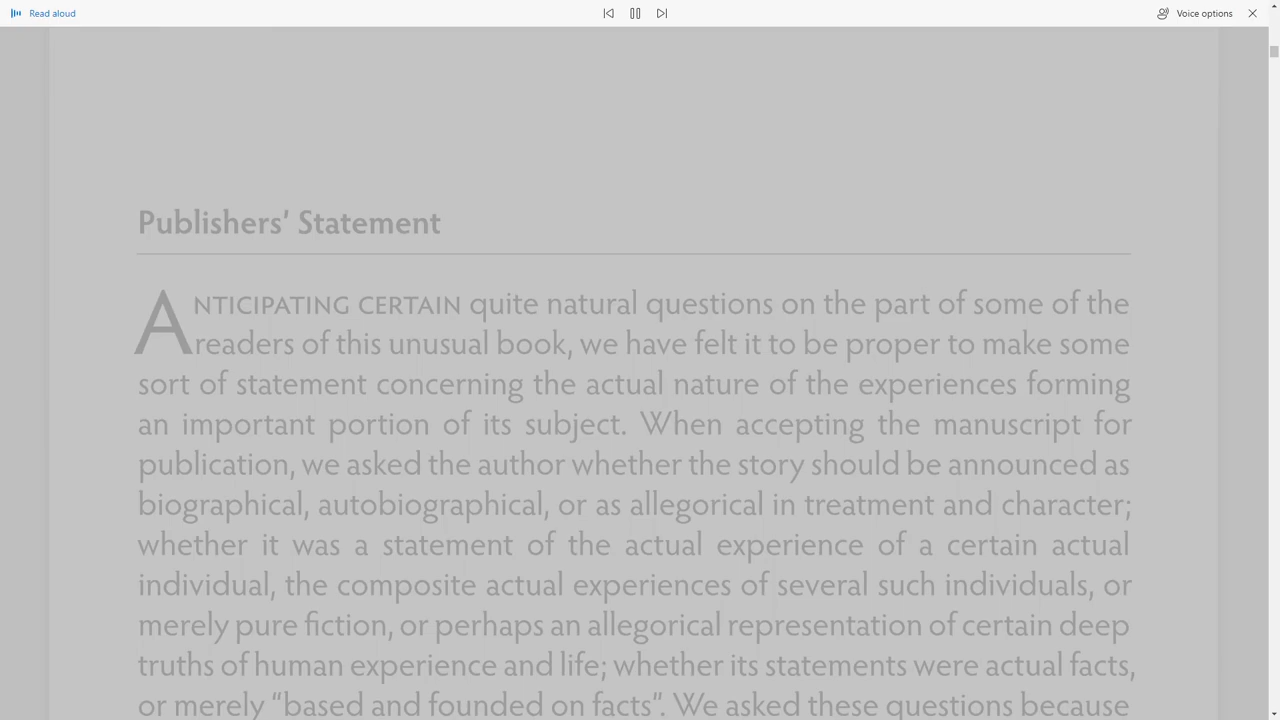 Read aloud
Voice options
Publishers’ Statement
ANTICIPATING CERTAIN quite natural questions on the part of some of the
readers of this unusual book, we have felt it to be proper to make some
sort of statement concerning the actual nature of the experiences forming
an important portion of its subject. When accepting the manuscript for
publication, we asked the author whether the story should be announced as
biographical, autobiographical, or as allegorical in treatment and character;
whether it was a statement of the actual experience of a certain actual
individual, the composite actual experiences of several such individuals, or
merely pure fiction, or perhaps an allegorical representation of certain deep
truths of human experience and life; whether its statements were actual facts,
or merely “based and founded on facts”. We asked these questions because